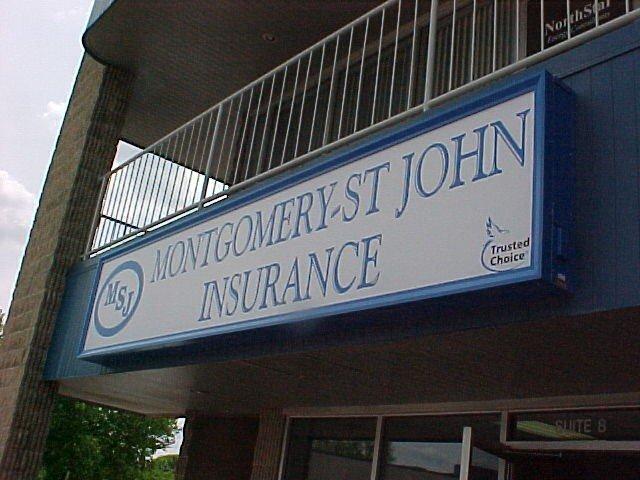 NorthStar
MSJ
MONTGOMERY-ST JOHN
INSURANCE
Trusted
Choice
SUITE 8